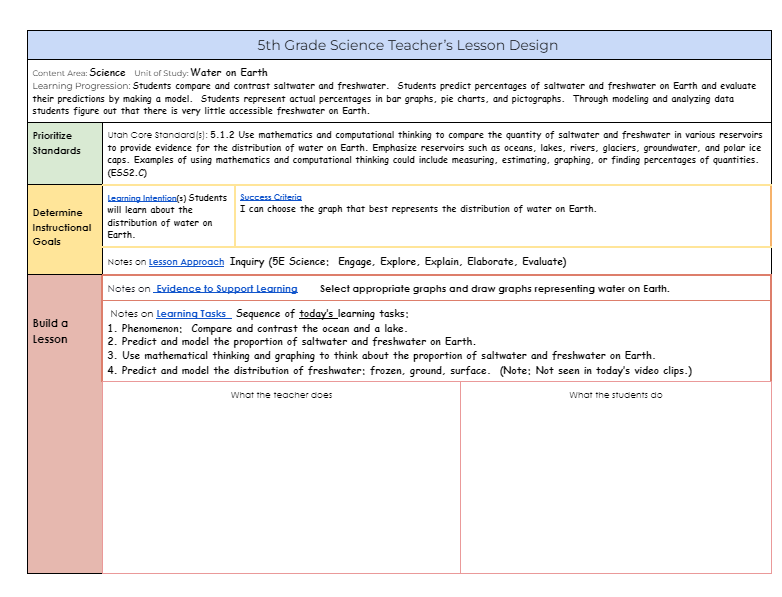 5th Grade Science Teacher's Lesson Design
Content Area: Science Unit of Study: Water on Earth
Learning Progression: Students compare and contrast saltwater and freshwater. Students predict percentages of saltwater and freshwater on Earth and evaluate
their predictions by making a model. Students represent actual percentages in bar graphs, pie charts, and pictographs. Through modeling and analyzing data
students figure out that there is very little accessible freshwater on Earth.
Prioritize
Standards
Utah Core Standard(s): 5.1.2 Use mathematics and computational thinking to compare the quantity of saltwater and freshwater in various reservoirs
to provide evidence for the distribution of water on Earth. Emphasize reservoirs such as oceans, lakes, rivers, glaciers, groundwater, and polar ice
caps. Examples of using mathematics and computational thinking could include measuring, estimating, graphing, or finding percentages of quantities.
(ESS2.C)
Determine
Instructional
Goals
Learning Intention(s) Students
will learn about the
distribution of water on
Earth.
Success Criteria
I can choose the graph that best represents the distribution of water on Earth.
Notes on Lesson Approach Inquiry (5E Science: Engage, Explore, Explain, Elaborate, Evaluate)
Build a
Lesson
Notes on Evidence to Support Learning Select appropriate graphs and draw graphs representing water on Earth.
Notes on Learning Tasks Sequence of today's learning tasks:
1. Phenomenon: Compare and contrast the ocean and a lake.
2. Predict and model the proportion of saltwater and freshwater on Earth.
3. Use mathematical thinking and graphing to think about the proportion of saltwater and freshwater on Earth.
4. Predict and model the distribution of freshwater: frozen, ground, surface. (Note: Not seen in today's video clips.)
What the teacher does
What the students do